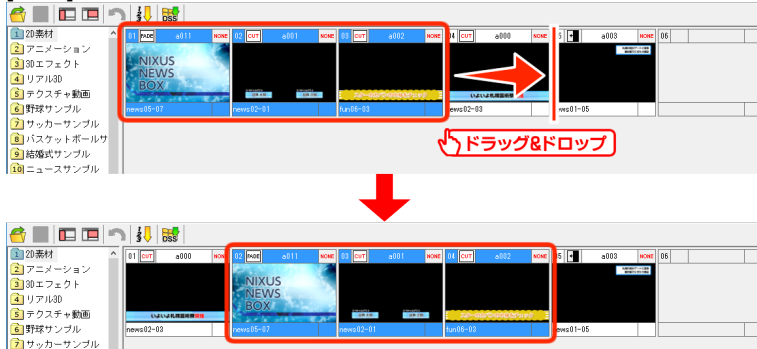 DSS
1 2D素材
2 アニメーション
3 3Dエフェクト
4 リアル3D
5 テクスチャ動画
6 野球サンプル
7 サッカーサンプル
8 バスケットボールサ
9 結婚式サンプル
10 ニュースサンプル
01 FADE a011 NONE 02 CUT a001 NONE 03 CUT a002 NONE 04 CUT a000 NONE 5 a003 NONE 06
NIXUS
NEWS
BOX
いよいよ札幌国際
news05-07 news02-01 fun06-03 news02-03 news01-05
ドラッグ&ドロップ
DSS
1 2D素材
2 アニメーション
3 3Dエフェクト
4 リアル3D
5 テクスチャ動画
6 野球サンプル
7 サッカーサンプル
01 CUT a000 NON 02 FADE a011 NONE 03 CUT a001 NONE 04 CUT a002 NONE 5 a003 NONE 06
NIXUS
NEWS
BOX
いよいよ札幌国際
news02-03 news05-07 news02-01 fun06-03 news01-05